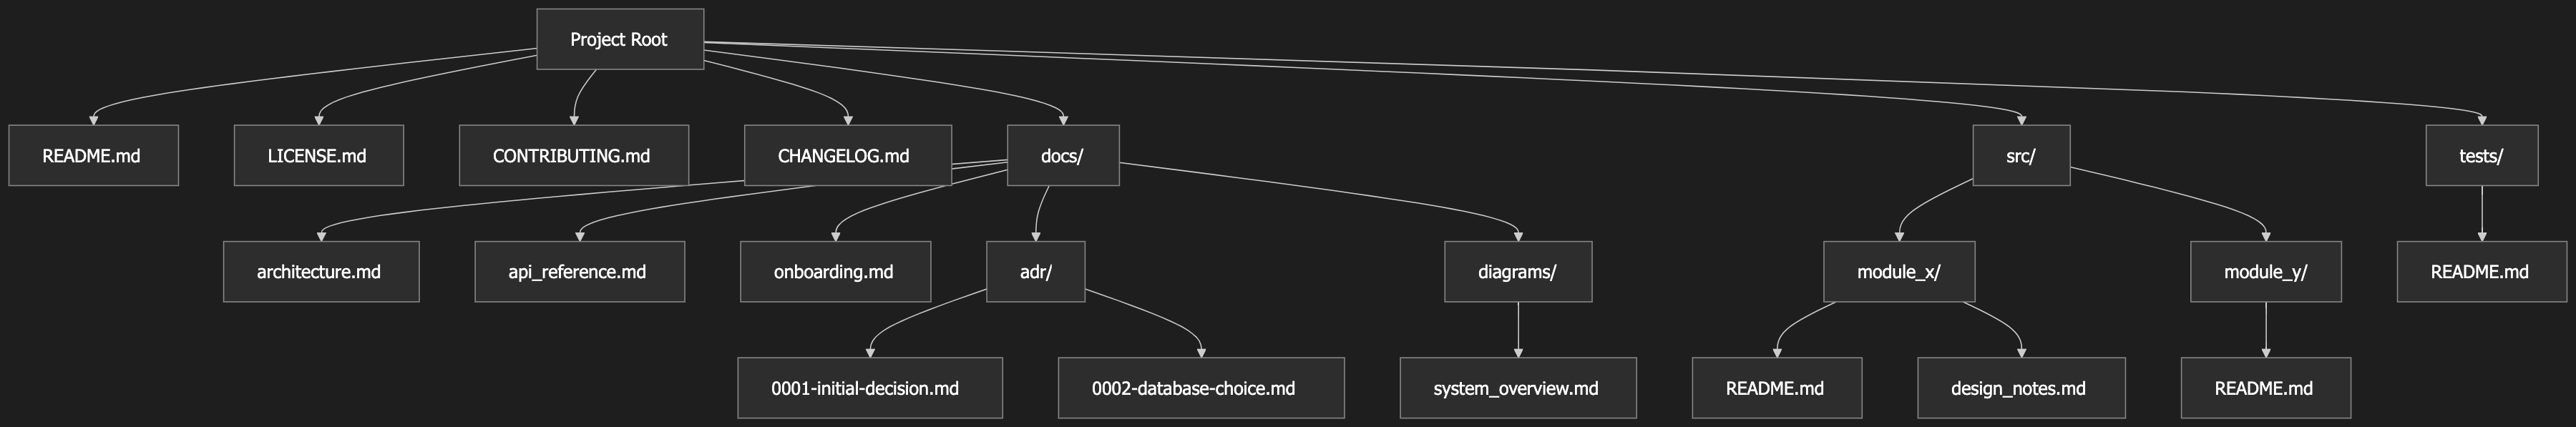 Project Root
README.md
LICENSE.md
CONTRIBUTING.md
CHANGELOG.md
docs/
src/
tests/
architecture.md
api_reference.md
onboarding.md
adr/
diagrams/
module_x/
module_y/
README.md
0001-initial-decision.md
0002-database-choice.md
system_overview.md
README.md
design_notes.md
README.md